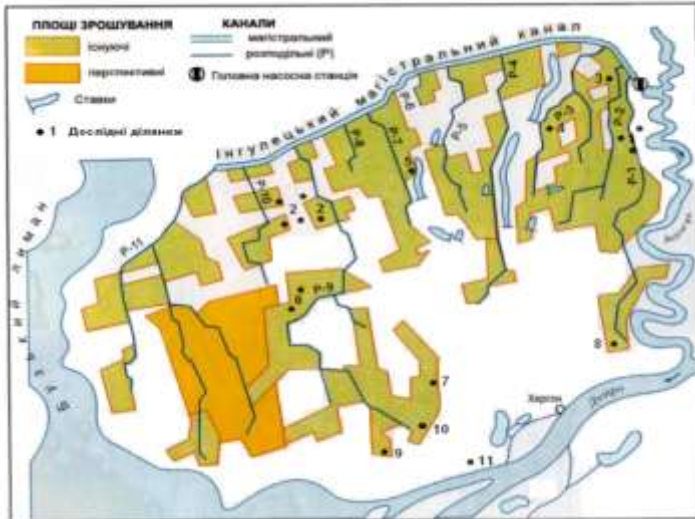 ПЛОЩІ ЗРОШУВАННЯ
існуючі
перспективні
Ставки
1 Дослідні ділянки
КАНАЛИ
магістральний
розподільні (Р)
Головна насосна станція
Інгулецький магістральний канал
Р-11
Р-10
Р-8
Р-7
Р-6
Р-5
Р-4
Р-3
Р-2
Р-1
Р-9
2
2
3
4
5
6
7
8
9
10
11
Херсон
Дніпро
лиман